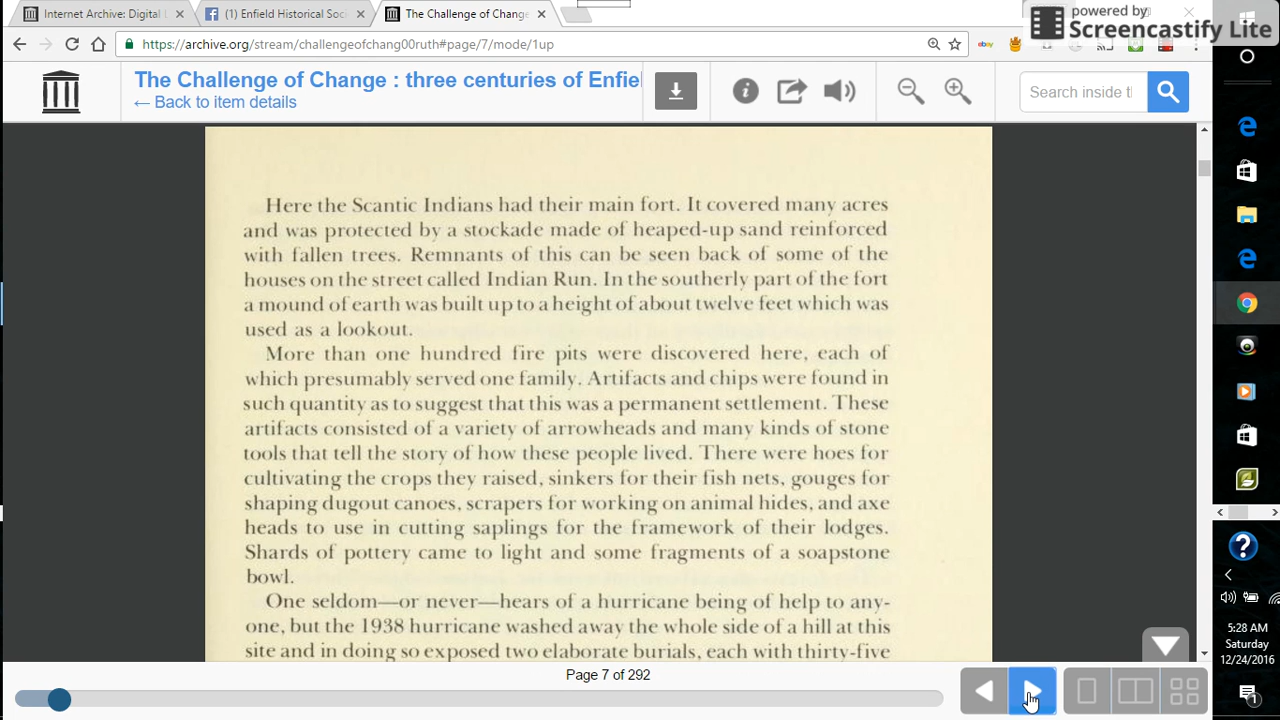 Internet Archive: Digital
(1) Enfield Historical Soc
The Challenge of Change
powered by
Screencastify Lite
https://archive.org/stream/challengeofchang00ruth#page/7/mode/1up
ebay
The Challenge of Change : three centuries of Enfie
← Back to item details
Search inside t
Here the Scantic Indians had their main fort. It covered many acres
and was protected by a stockade made of heaped-up sand reinforced
with fallen trees. Remnants of this can be seen back of some of the
houses on the street called Indian Run. In the southerly part of the fort
a mound of earth was built up to a height of about twelve feet which was
used as a lookout.
More than one hundred fire pits were discovered here, each of
which presumably served one family. Artifacts and chips were found in
such quantity as to suggest that this was a permanent settlement. These
artifacts consisted of a variety of arrowheads and many kinds of stone
tools that tell the story of how these people lived. There were hoes for
cultivating the crops they raised, sinkers for their fish nets, gouges for
shaping dugout canoes, scrapers for working on animal hides, and axe
heads to use in cutting saplings for the framework of their lodges.
Shards of pottery came to light and some fragments of a soapstone
bowl.
One seldom—or never—hears of a hurricane being of help to any-
one, but the 1938 hurricane washed away the whole side of a hill at this
site and in doing so exposed two elaborate burials, each with thirty-five
Page 7 of 292
5:28 AM
Saturday
12/24/2016
1